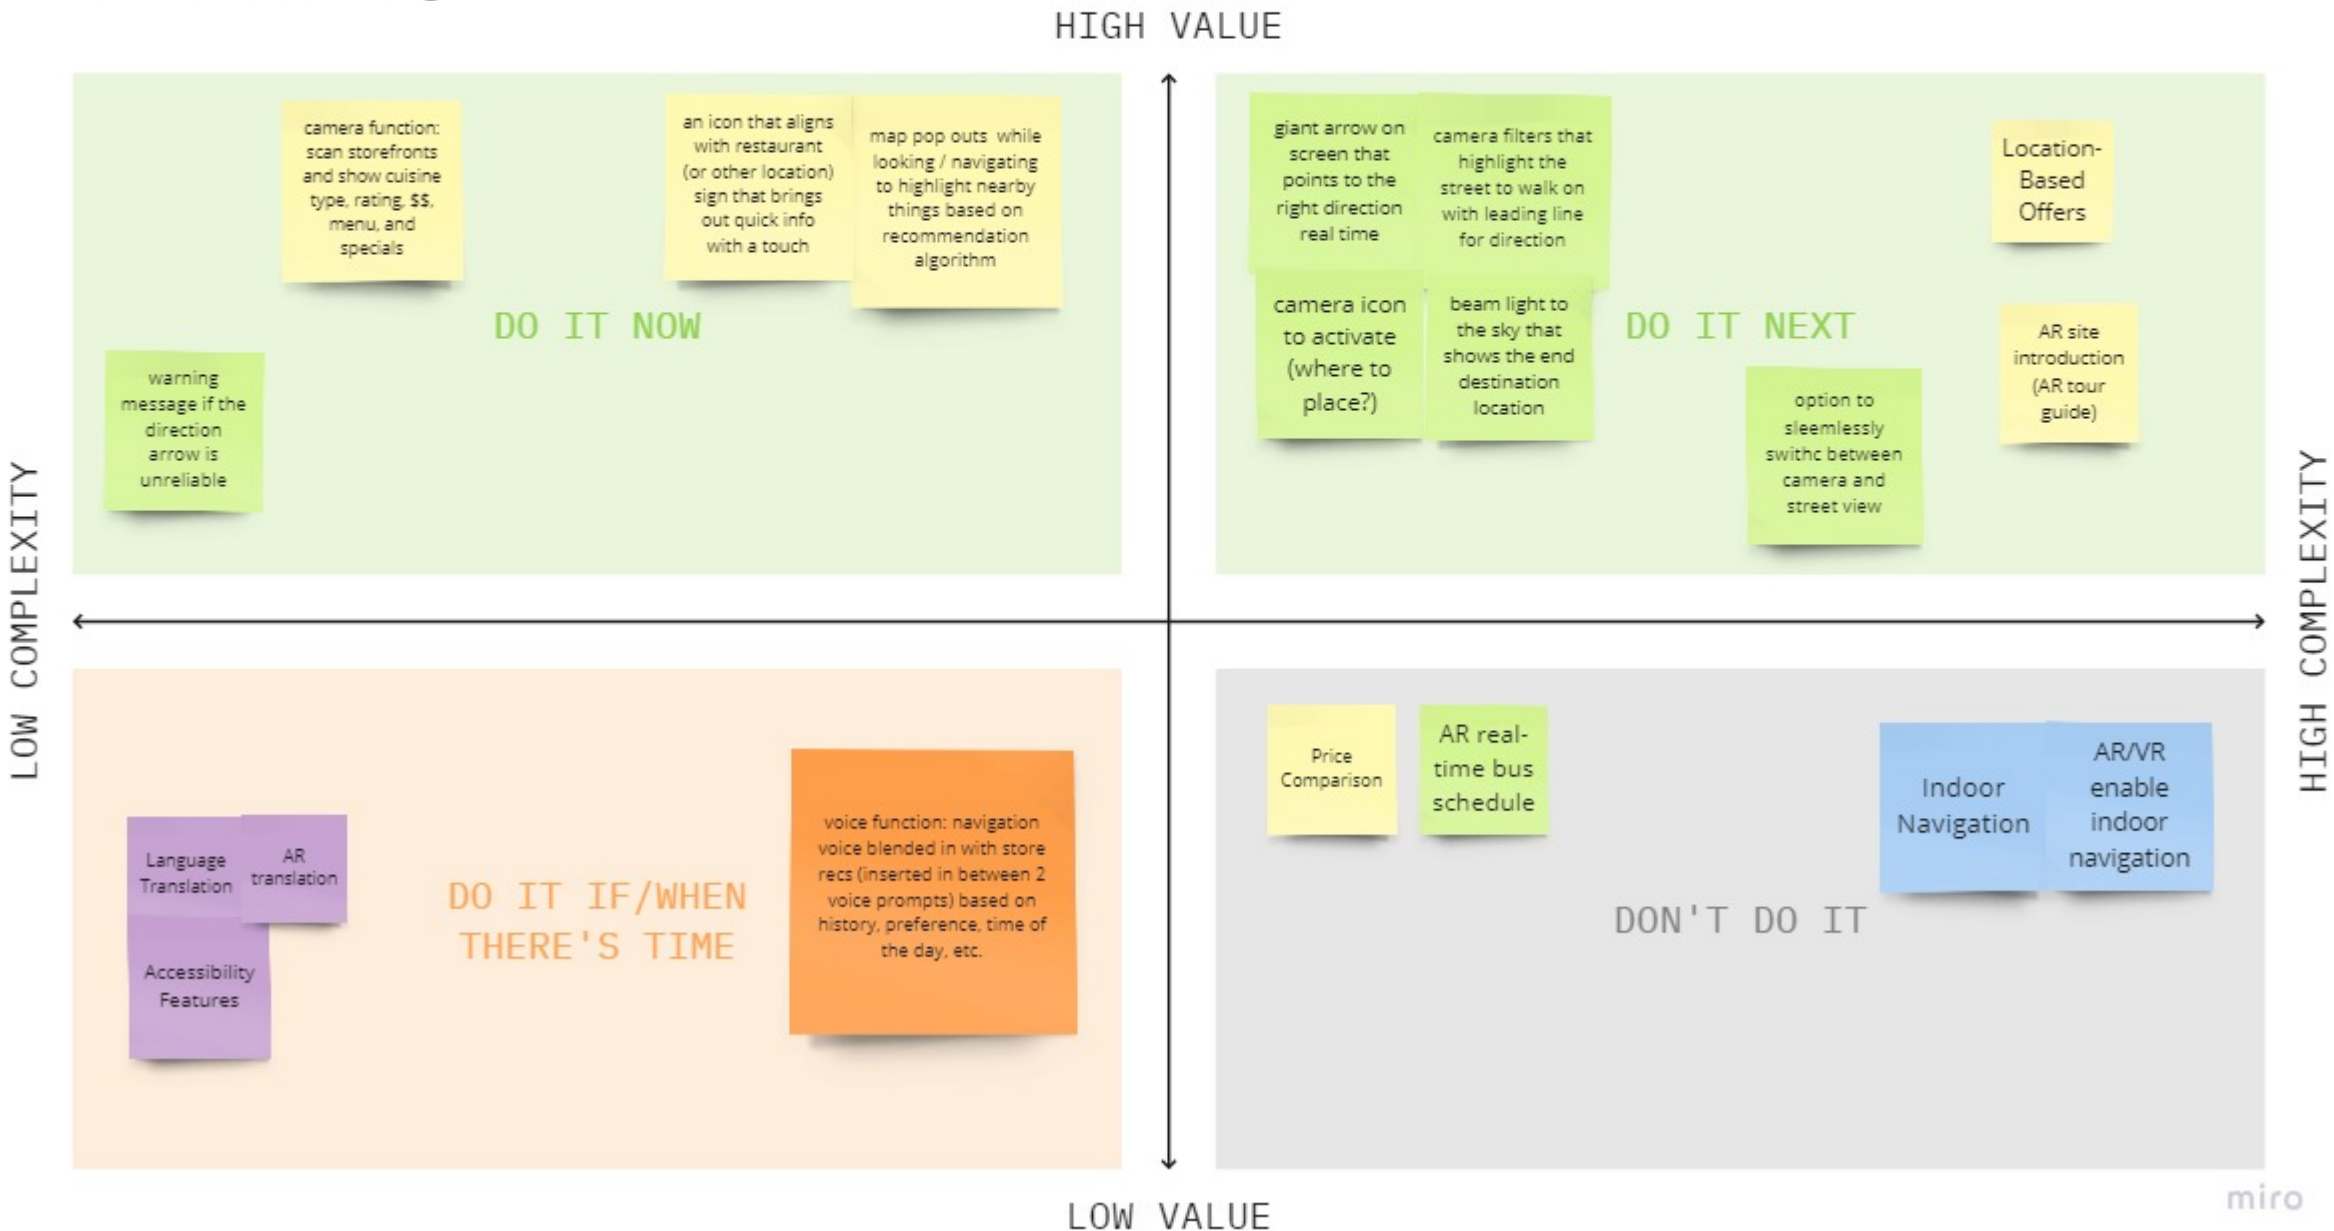 HIGH VALUE
camera function:
scan storefronts
and show cuisine
type, rating, $$,
menu, and
specials
an icon that aligns
with restaurant
(or other location)
sign that brings
out quick info
with a touch
map pop outs while
looking / navigating
to highlight nearby
things based on
recommendation
algorithm
DO IT NOW
warning
message if the
direction
arrow is
unreliable
giant arrow on
screen that
points to the
right direction
real time
camera filters that
highlight the
street to walk on
with leading line
for direction
Location-
Based
Offers
camera icon
to activate
(where to
place?)
beam light to
the sky that
shows the end
destination
location
DO IT NEXT
AR site
introduction
(AR tour
guide)
option to
sleemlessly
swithc between
camera and
street view
LOW COMPLEXITY
HIGH COMPLEXITY
Language
Translation
AR
translation
Accessibility
Features
DO IT IF/WHEN
THERE'S TIME
voice function: navigation
voice blended in with store
recs (inserted in between 2
voice prompts) based on
history, preference, time of
the day, etc.
Price
Comparison
AR real-
time bus
schedule
Indoor
Navigation
AR/VR
enable
indoor
navigation
DON'T DO IT
LOW VALUE
miro